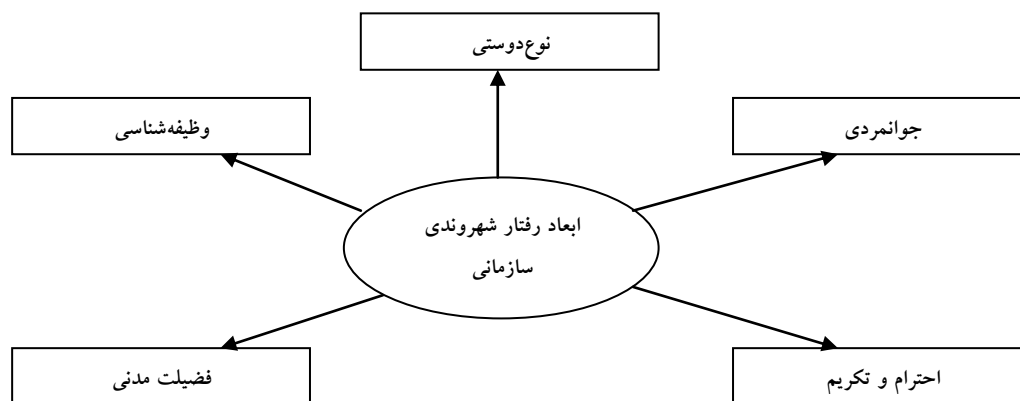 نوع‌دوستی
جوانمردی
وظیفه‌شناسی
ابعاد رفتار شهروندی
سازمانی
احترام و تکریم
فضیلت مدنی